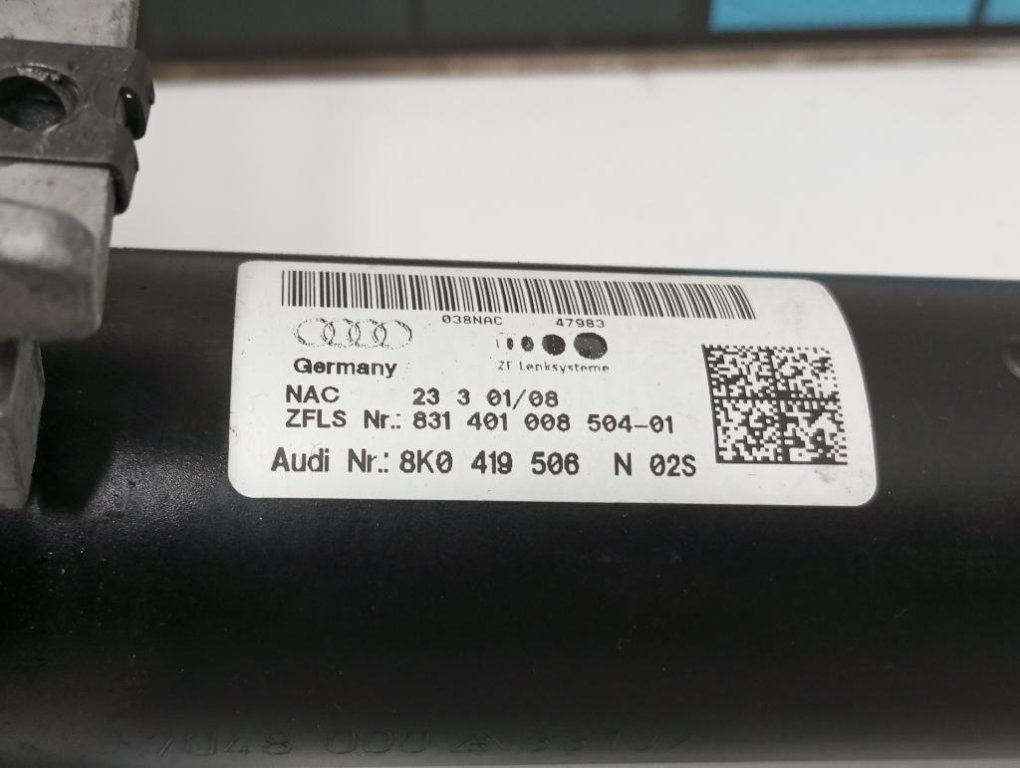 038NAC 47983
ZF Lenksysteme
Germany
NAC 23 3 01/08
ZFLS Nr.: 831 401 008 504-01
Audi Nr.: 8K0 419 506 N 02S